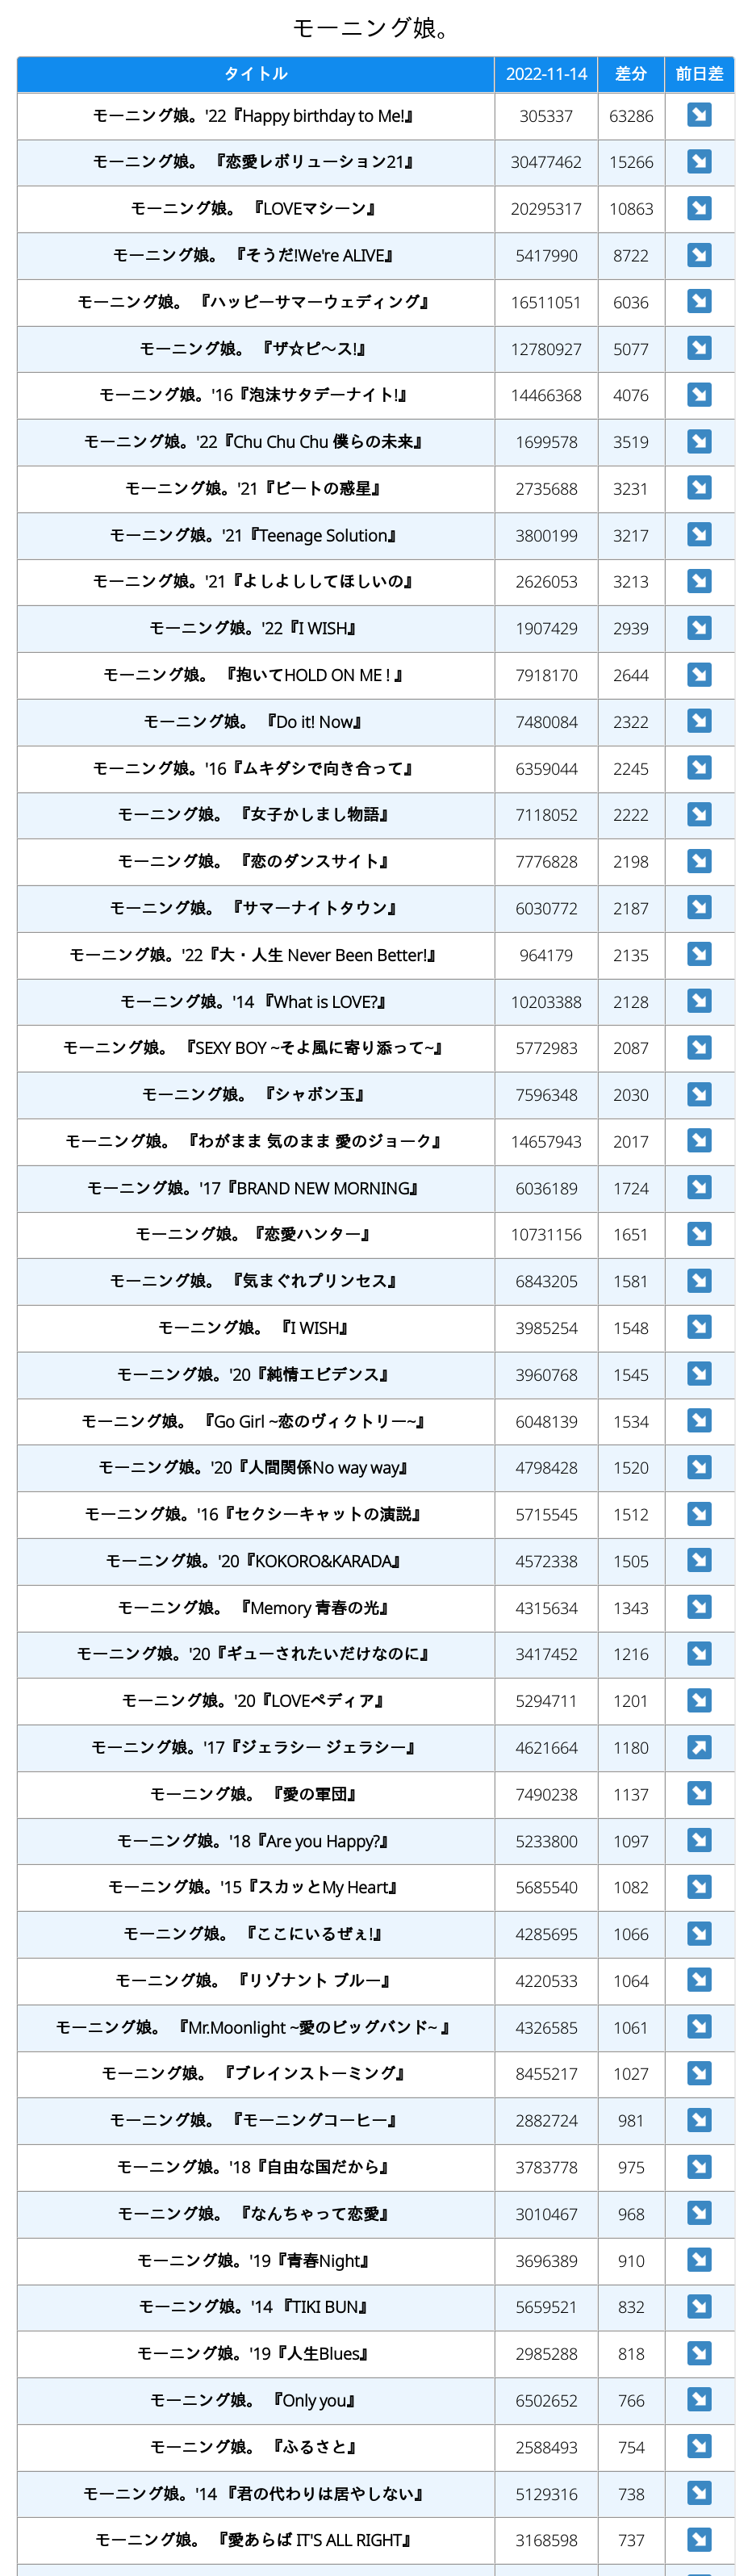 モーニング娘。
タイトル 2022-11-14 差分 前日差
モーニング娘。'22『Happy birthday to Me!』 305337 63286 ↘
モーニング娘。 『恋愛レボリューション21』 30477462 15266 ↘
モーニング娘。 『LOVEマシーン』 20295317 10863 ↘
モーニング娘。 『そうだ!We're ALIVE』 5417990 8722 ↘
モーニング娘。 『ハッピーサマーウェディング』 16511051 6036 ↘
モーニング娘。 『ザ☆ピ～ス!』 12780927 5077 ↘
モーニング娘。'16『泡沫サタデーナイト!』 14466368 4076 ↘
モーニング娘。'22『Chu Chu Chu 僕らの未来』 1699578 3519 ↘
モーニング娘。'21『ビートの惑星』 2735688 3231 ↘
モーニング娘。'21『Teenage Solution』 3800199 3217 ↘
モーニング娘。'21『よしよししてほしいの』 2626053 3213 ↘
モーニング娘。'22『I WISH』 1907429 2939 ↘
モーニング娘。 『抱いてHOLD ON ME ! 』 7918170 2644 ↘
モーニング娘。 『Do it! Now』 7480084 2322 ↘
モーニング娘。'16『ムキダシで向き合って』 6359044 2245 ↘
モーニング娘。 『女子かしまし物語』 7118052 2222 ↘
モーニング娘。 『恋のダンスサイト』 7776828 2198 ↘
モーニング娘。 『サマーナイトタウン』 6030772 2187 ↘
モーニング娘。'22『大・人生 Never Been Better!』 964179 2135 ↘
モーニング娘。'14 『What is LOVE?』 10203388 2128 ↘
モーニング娘。 『SEXY BOY ~そよ風に寄り添って~』 5772983 2087 ↘
モーニング娘。 『シャボン玉』 7596348 2030 ↘
モーニング娘。 『わがまま 気のまま 愛のジョーク』 14657943 2017 ↘
モーニング娘。'17『BRAND NEW MORNING』 6036189 1724 ↘
モーニング娘。『恋愛ハンター』 10731156 1651 ↘
モーニング娘。 『気まぐれプリンセス』 6843205 1581 ↘
モーニング娘。 『I WISH』 3985254 1548 ↘
モーニング娘。'20『純情エビデンス』 3960768 1545 ↘
モーニング娘。 『Go Girl ~恋のヴィクトリー~』 6048139 1534 ↘
モーニング娘。'20『人間関係No way way』 4798428 1520 ↘
モーニング娘。'16『セクシーキャットの演説』 5715545 1512 ↘
モーニング娘。'20『KOKORO&KARADA』 4572338 1505 ↘
モーニング娘。 『Memory 青春の光』 4315634 1343 ↘
モーニング娘。'20『ギューされたいだけなのに』 3417452 1216 ↘
モーニング娘。'20『LOVEペディア』 5294711 1201 ↘
モーニング娘。'17『ジェラシー ジェラシー』 4621664 1180 ↗
モーニング娘。 『愛の軍団』 7490238 1137 ↘
モーニング娘。'18『Are you Happy?』 5233800 1097 ↘
モーニング娘。'15『スカッとMy Heart』 5685540 1082 ↘
モーニング娘。 『ここにいるぜぇ!』 4285695 1066 ↘
モーニング娘。 『リゾナント ブルー』 4220533 1064 ↘
モーニング娘。 『Mr.Moonlight ~愛のビッグバンド~ 』 4326585 1061 ↘
モーニング娘。 『ブレインストーミング』 8455217 1027 ↘
モーニング娘。 『モーニングコーヒー』 2882724 981 ↘
モーニング娘。'18『自由な国だから』 3783778 975 ↘
モーニング娘。 『なんちゃって恋愛』 3010467 968 ↘
モーニング娘。'19『青春Night』 3696389 910 ↘
モーニング娘。'14 『TIKI BUN』 5659521 832 ↘
モーニング娘。'19『人生Blues』 2985288 818 ↘
モーニング娘。 『Only you』 6502652 766 ↘
モーニング娘。 『ふるさと』 2588493 754 ↘
モーニング娘。'14 『君の代わりは居やしない』 5129316 738 ↘
モーニング娘。 『愛あらば IT'S ALL RIGHT』 3168598 737 ↘